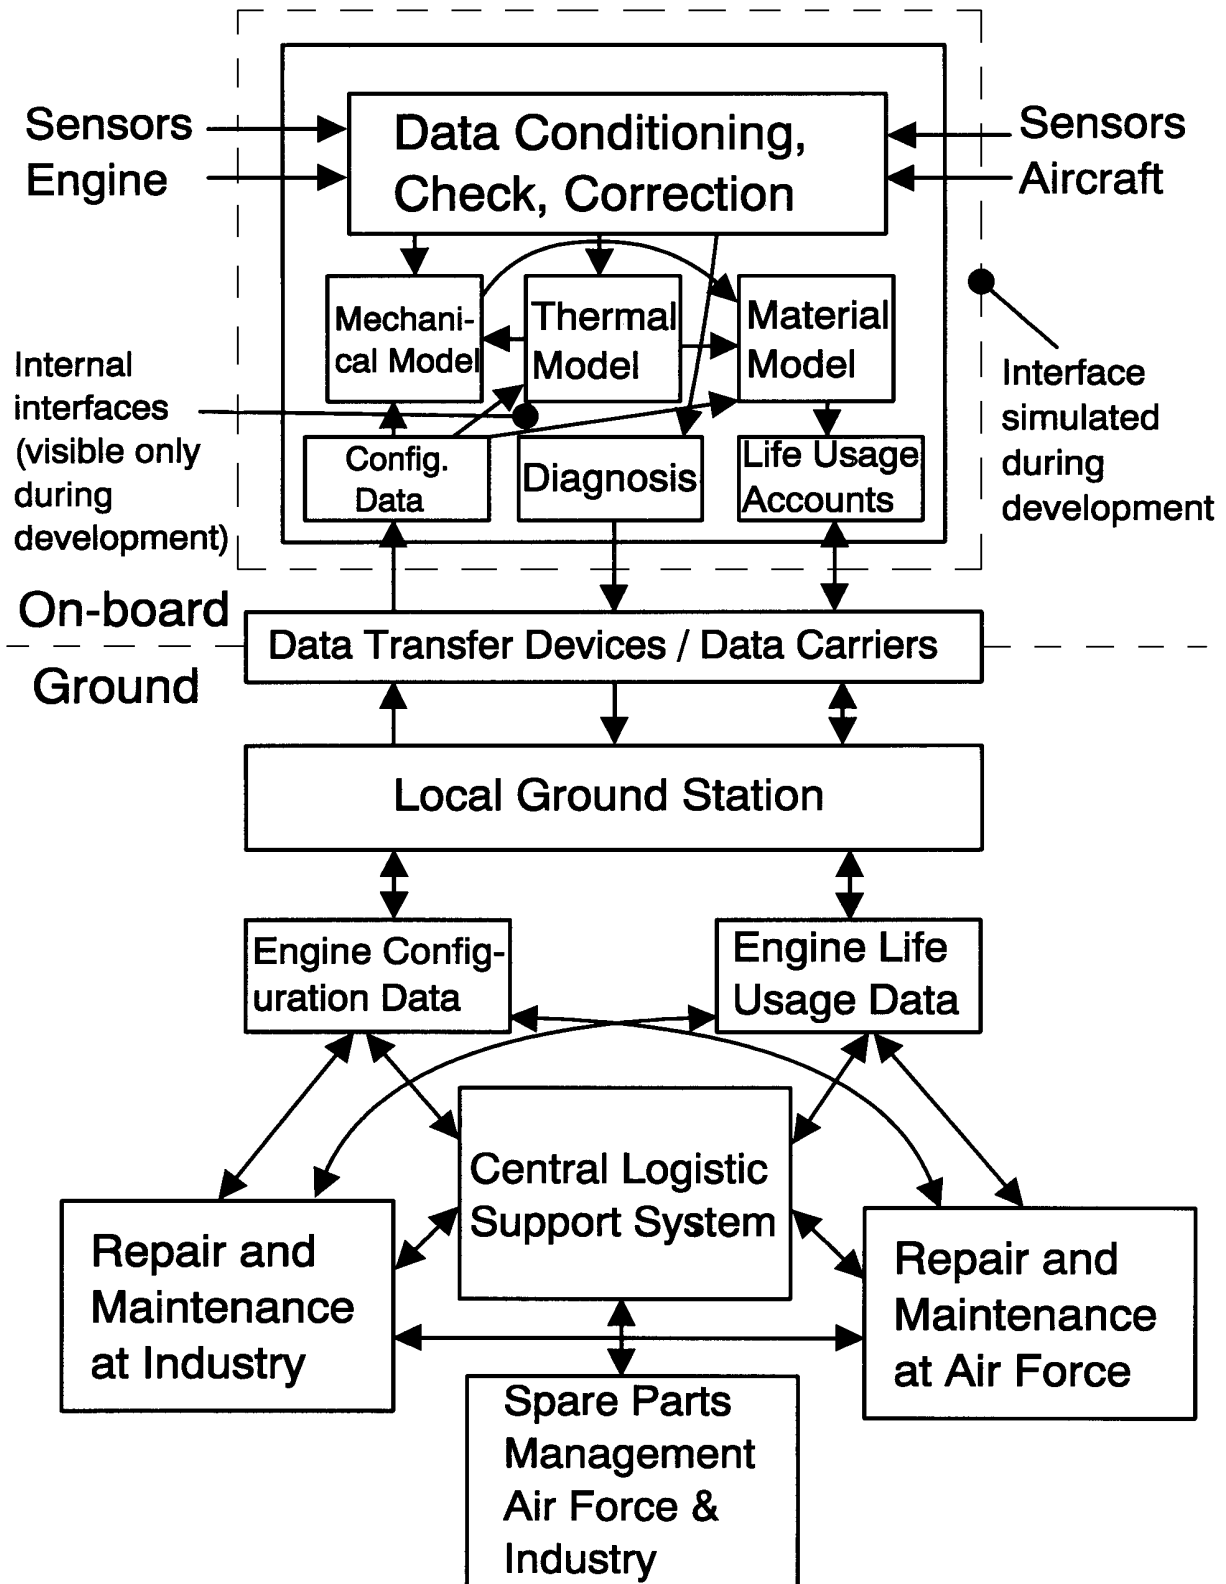 Sensors
Engine
Data Conditioning,
Check, Correction
Sensors
Aircraft
Mechani-
cal Model
Thermal
Model
Material
Model
Internal
interfaces
(visible only
during
development)
Interface
simulated
during
development
Config.
Data
Diagnosis
Life Usage
Accounts
On-board
Data Transfer Devices / Data Carriers
Ground
Local Ground Station
Engine Config-
uration Data
Engine Life
Usage Data
Central Logistic
Support System
Repair and
Maintenance
at Industry
Repair and
Maintenance
at Air Force
Spare Parts
Management
Air Force &
Industry